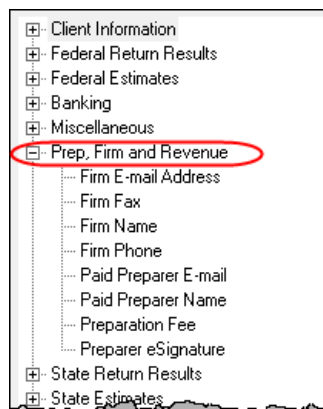 Client Information
Federal Return Results
Federal Estimates
Banking
Miscellaneous
Prep, Firm and Revenue
Firm E-mail Address
Firm Fax
Firm Name
Firm Phone
Paid Preparer E-mail
Paid Preparer Name
Preparation Fee
Preparer eSignature
State Return Results
State Estimates